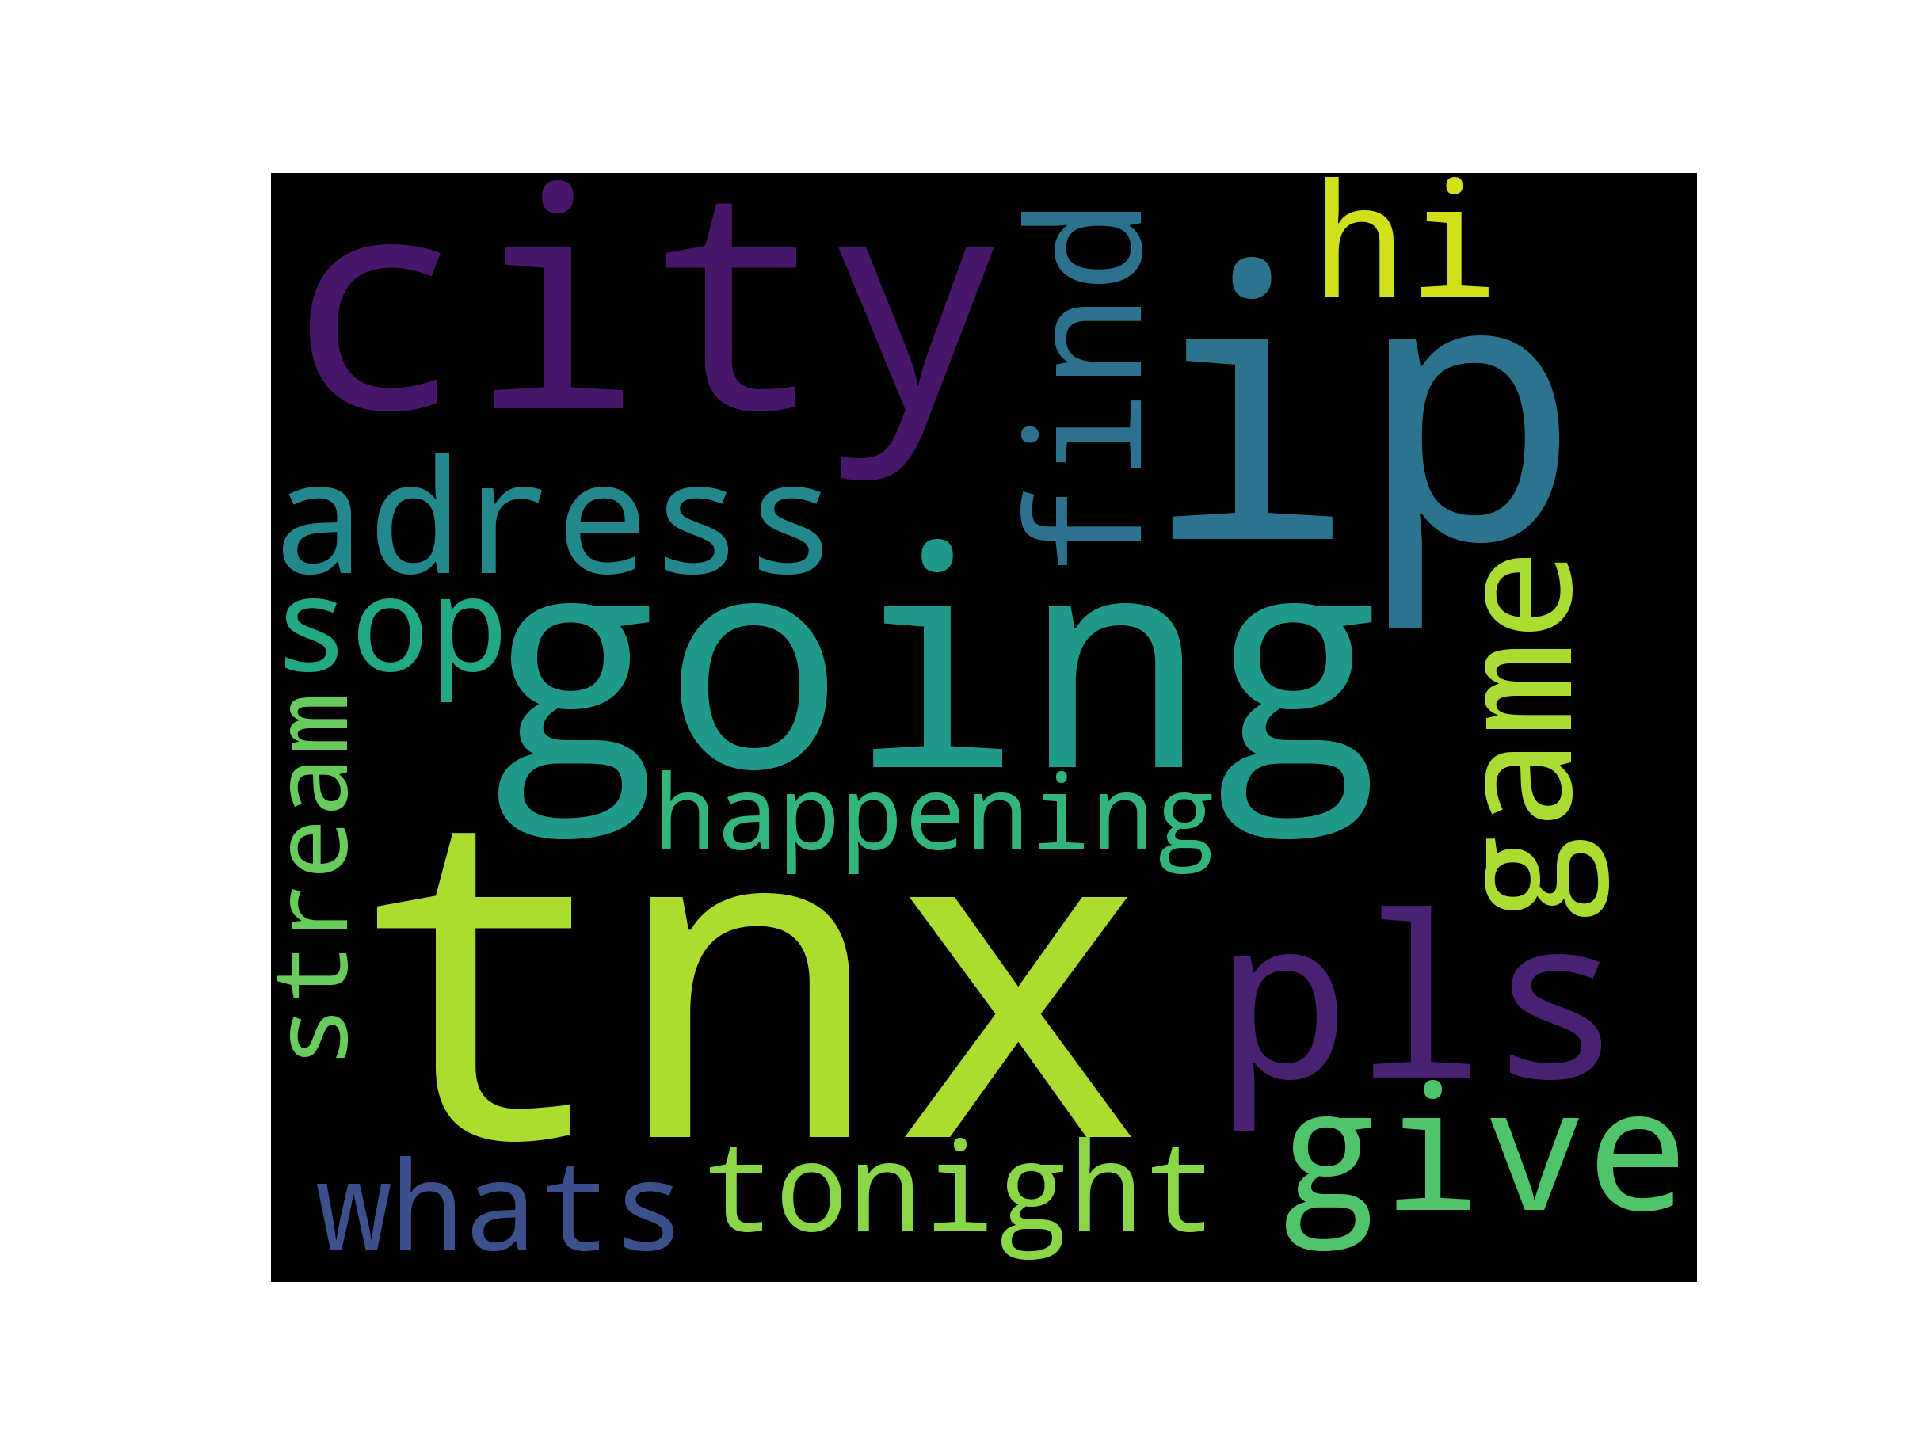 city
find
hi
ip
adress
sop
going
game
stream
happening
tnx
pls
give
whats
tonight